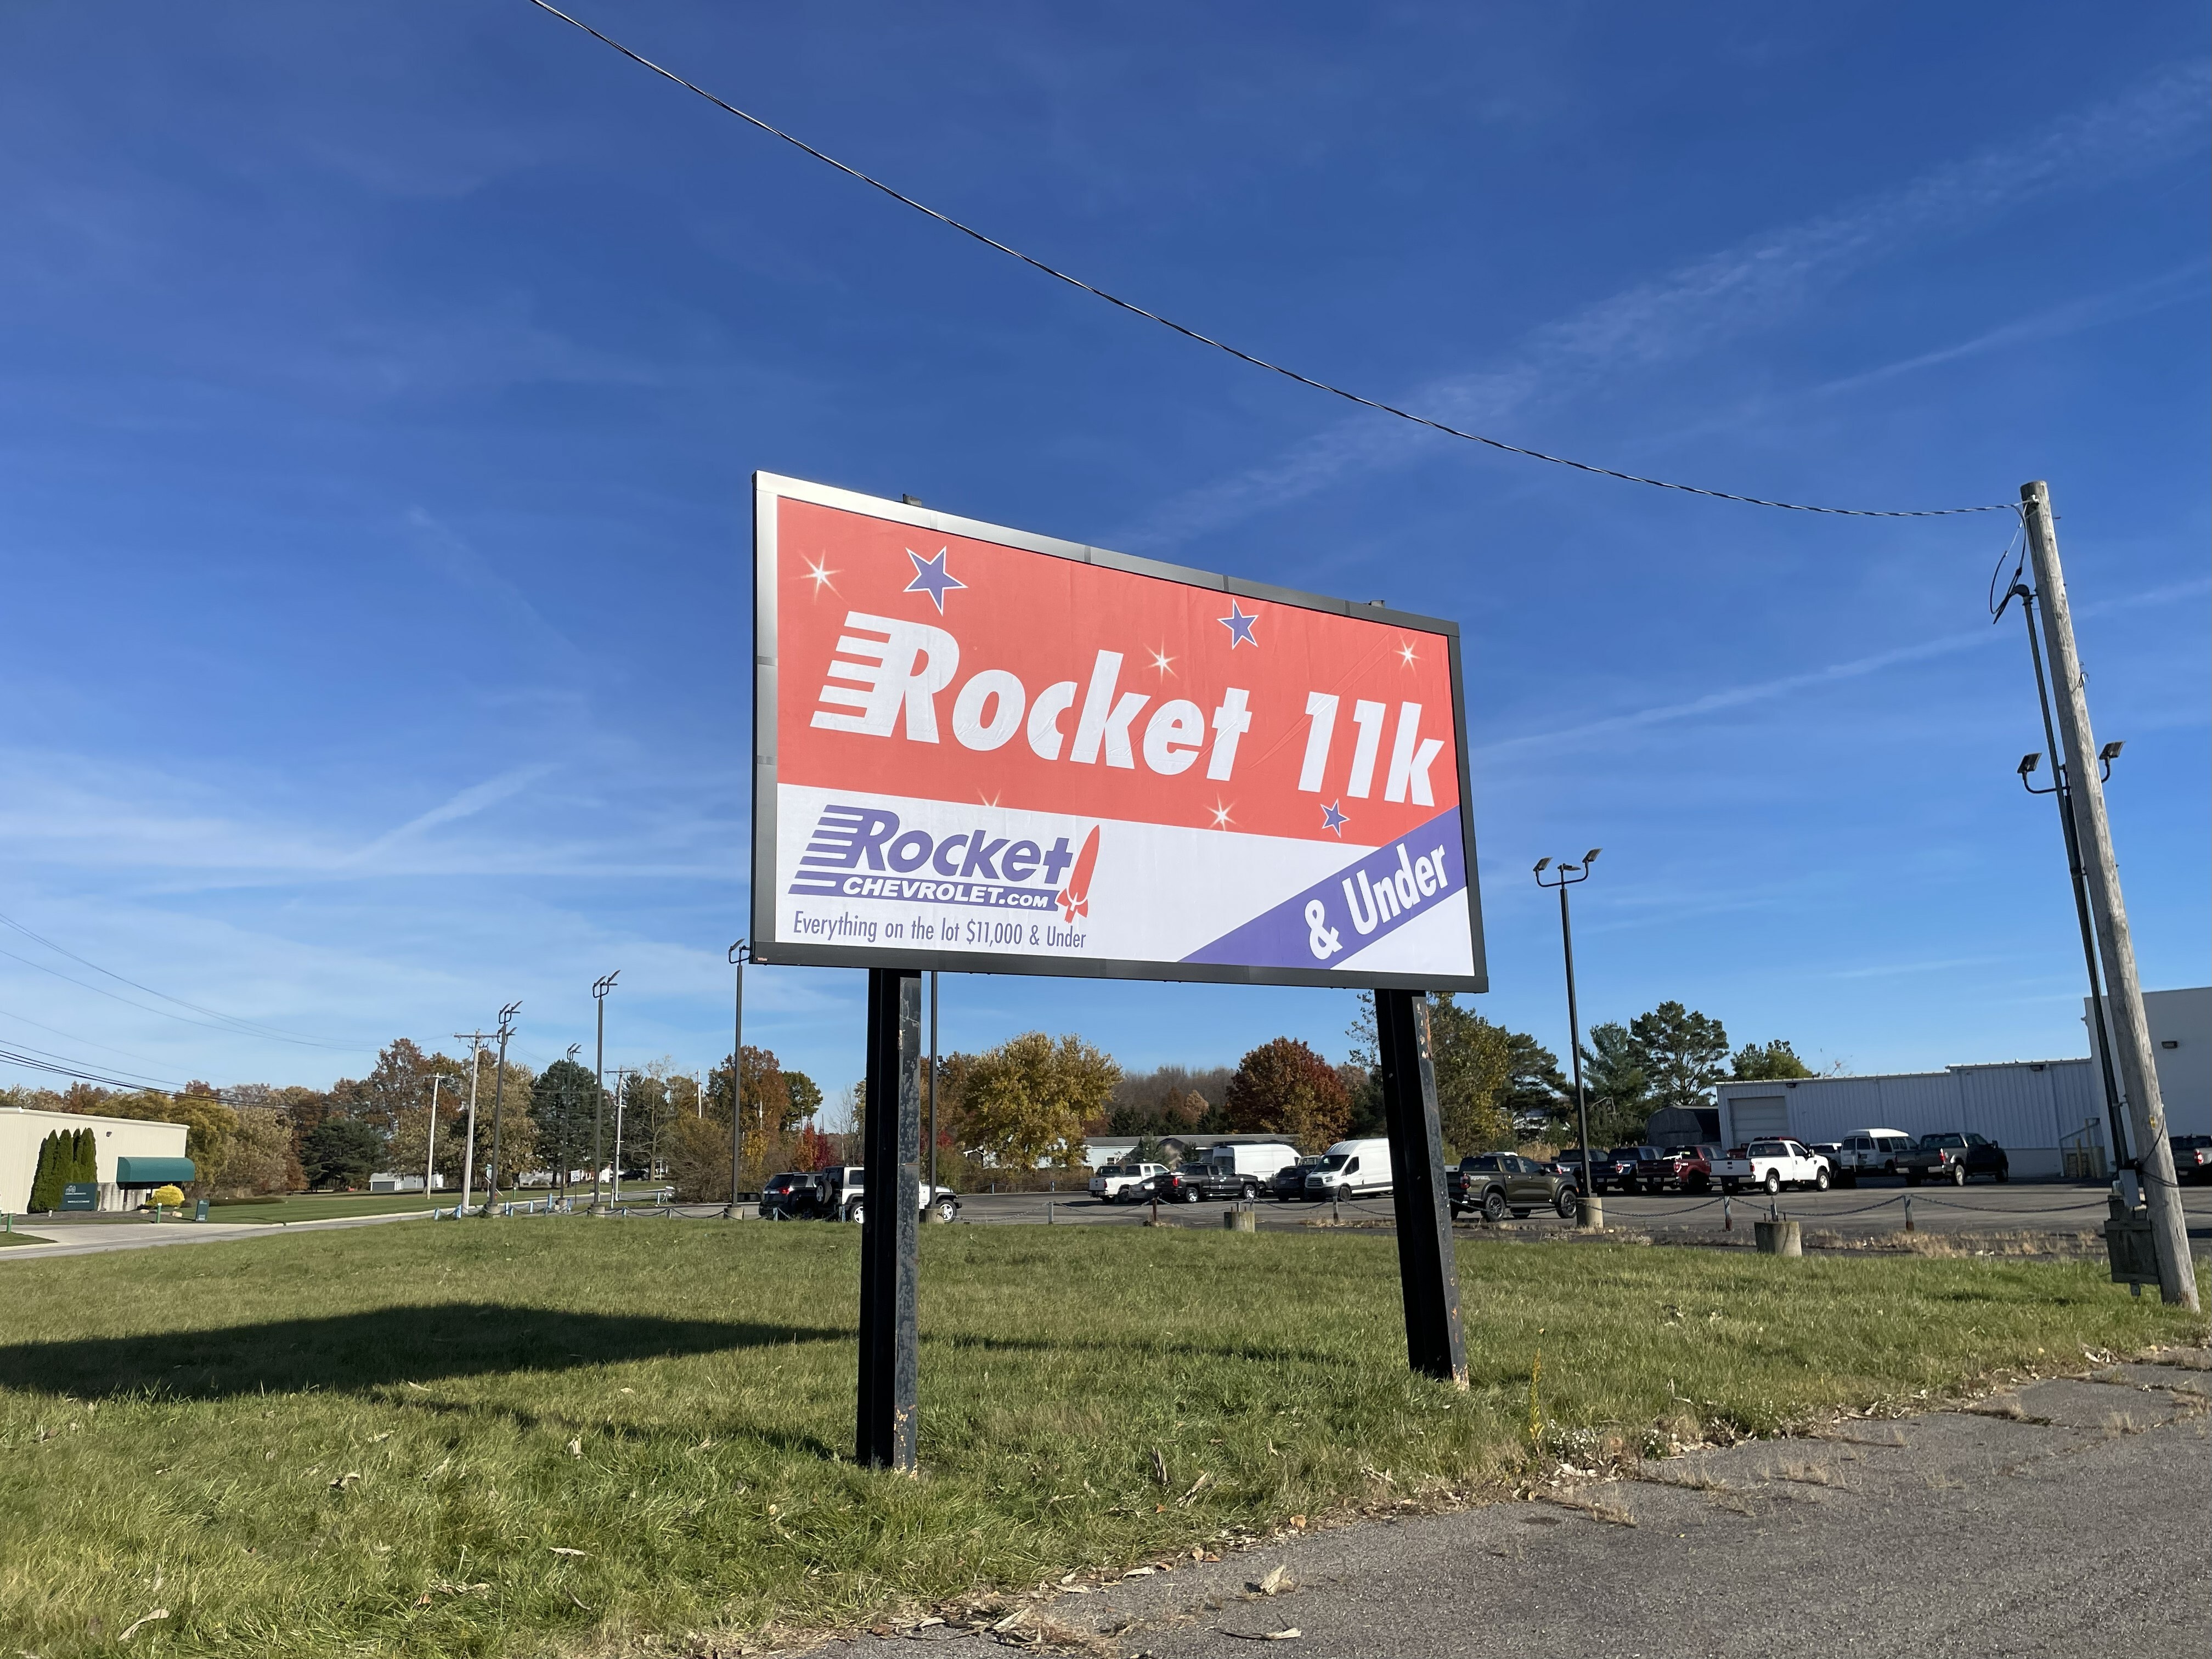 Rocket 11k
Rocket
CHEVROLET.COM
Everything on the lot $11,000 & Under
& Under